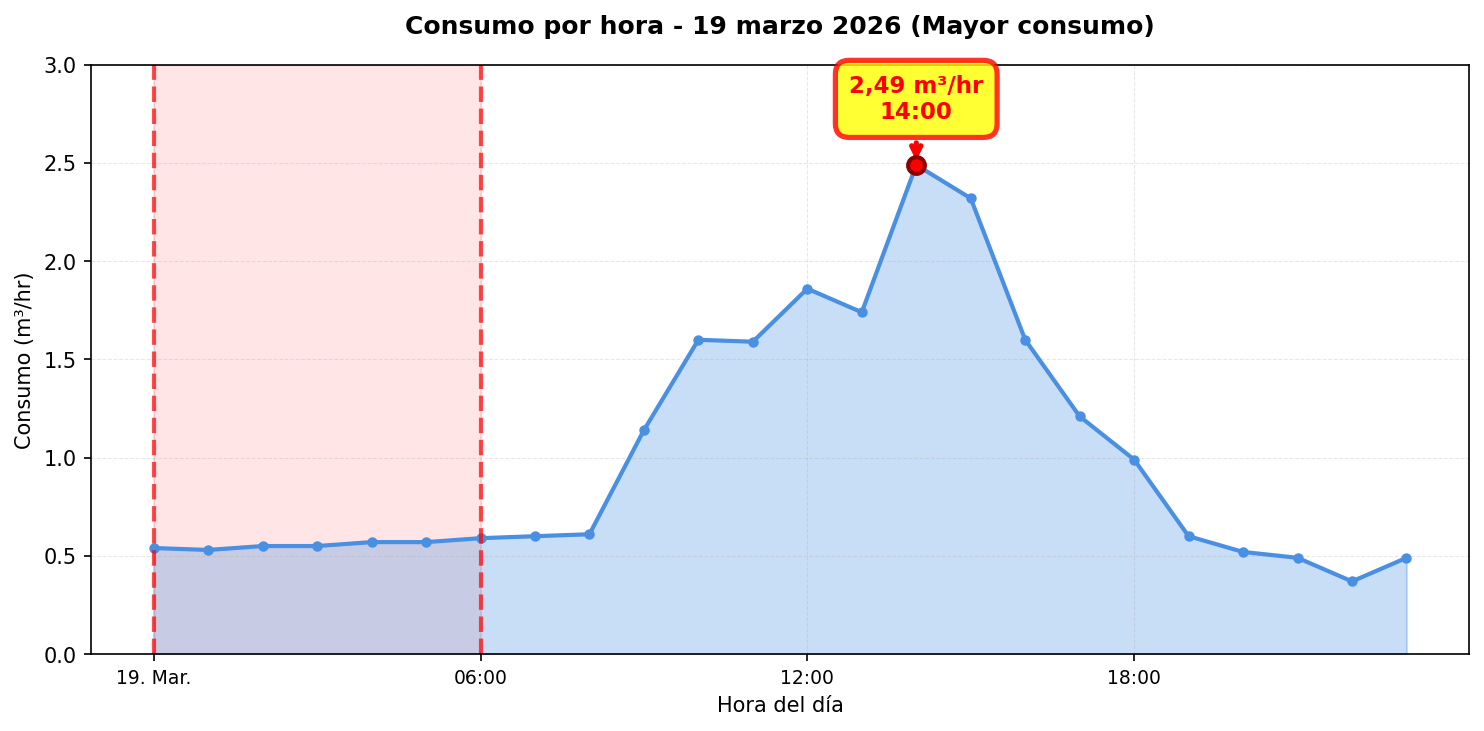 Consumo por hora - 19 marzo 2026 (Mayor consumo)
2,49 m³/hr
14:00
Consumo (m³/hr)
3.0
2.5
2.0
1.5
1.0
0.5
0.0
19. Mar.
06:00
12:00
18:00
Hora del día